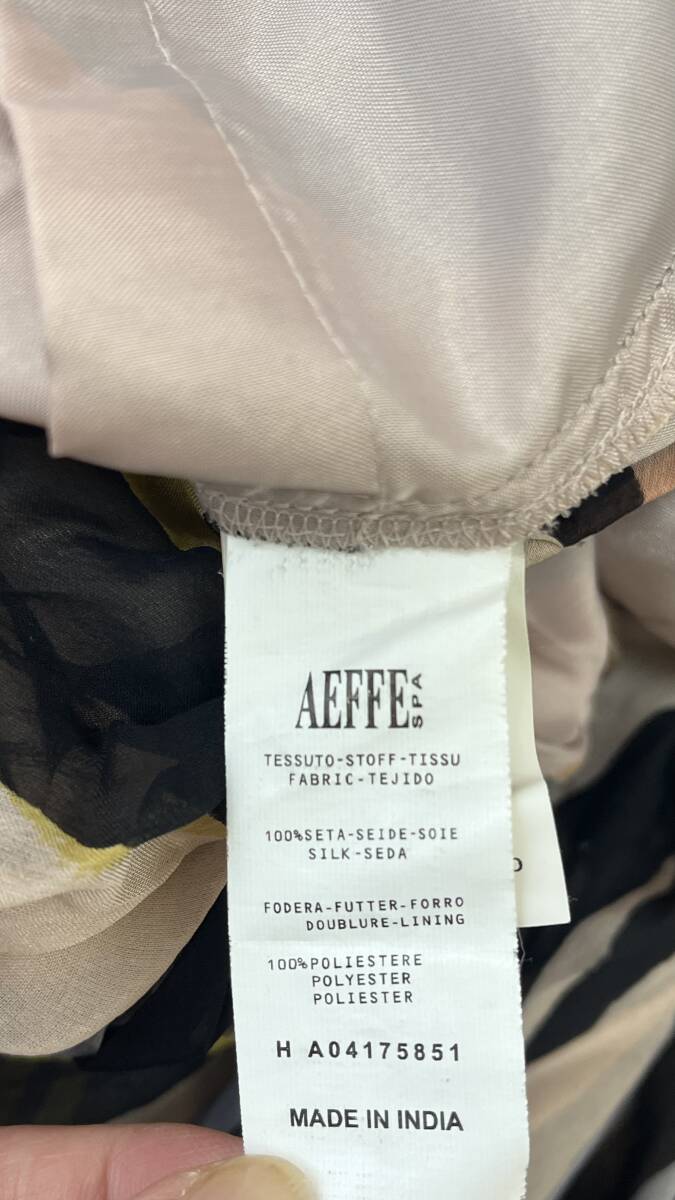 AEFFE SPA
TESSUTO-STOFF-TISSU
FABRIC-TEJIDO
100%SETA-SEIDE-SOIE
SILK-SEDA
FODERA-FUTTER-FORRO
DOUBLURE-LINING
100%POLIESTERE
POLYESTER
POLIESTER
H A04175851
MADE IN INDIA